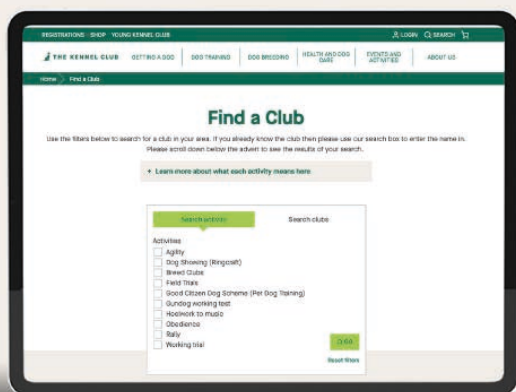 REGISTRATIONS SHOP YOUNG KENNEL CLUB
LOGIN SEARCH
THE KENNEL CLUB GETTING A DOG DOG TRAINING DOG BREEDING HEALTH AND DOG CARE EVENTS AND ACTIVITIES ABOUT US
Home Find a Club
Find a Club
Use the filters below to search for a club in your area. If you already know the club then please use our search box to enter the name in.
Please scroll down below the advert to see the results of your search.
+ Learn more about what each activity means here
Search activity Search clubs
Activities
Agility
Dog Showing (Ringcraft)
Breed Clubs
Field Trials
Good Citizen Dog Scheme (Pet Dog Training)
Gundog working test
Heelwork to music
Obedience
Rally
Working trial
Reset filters